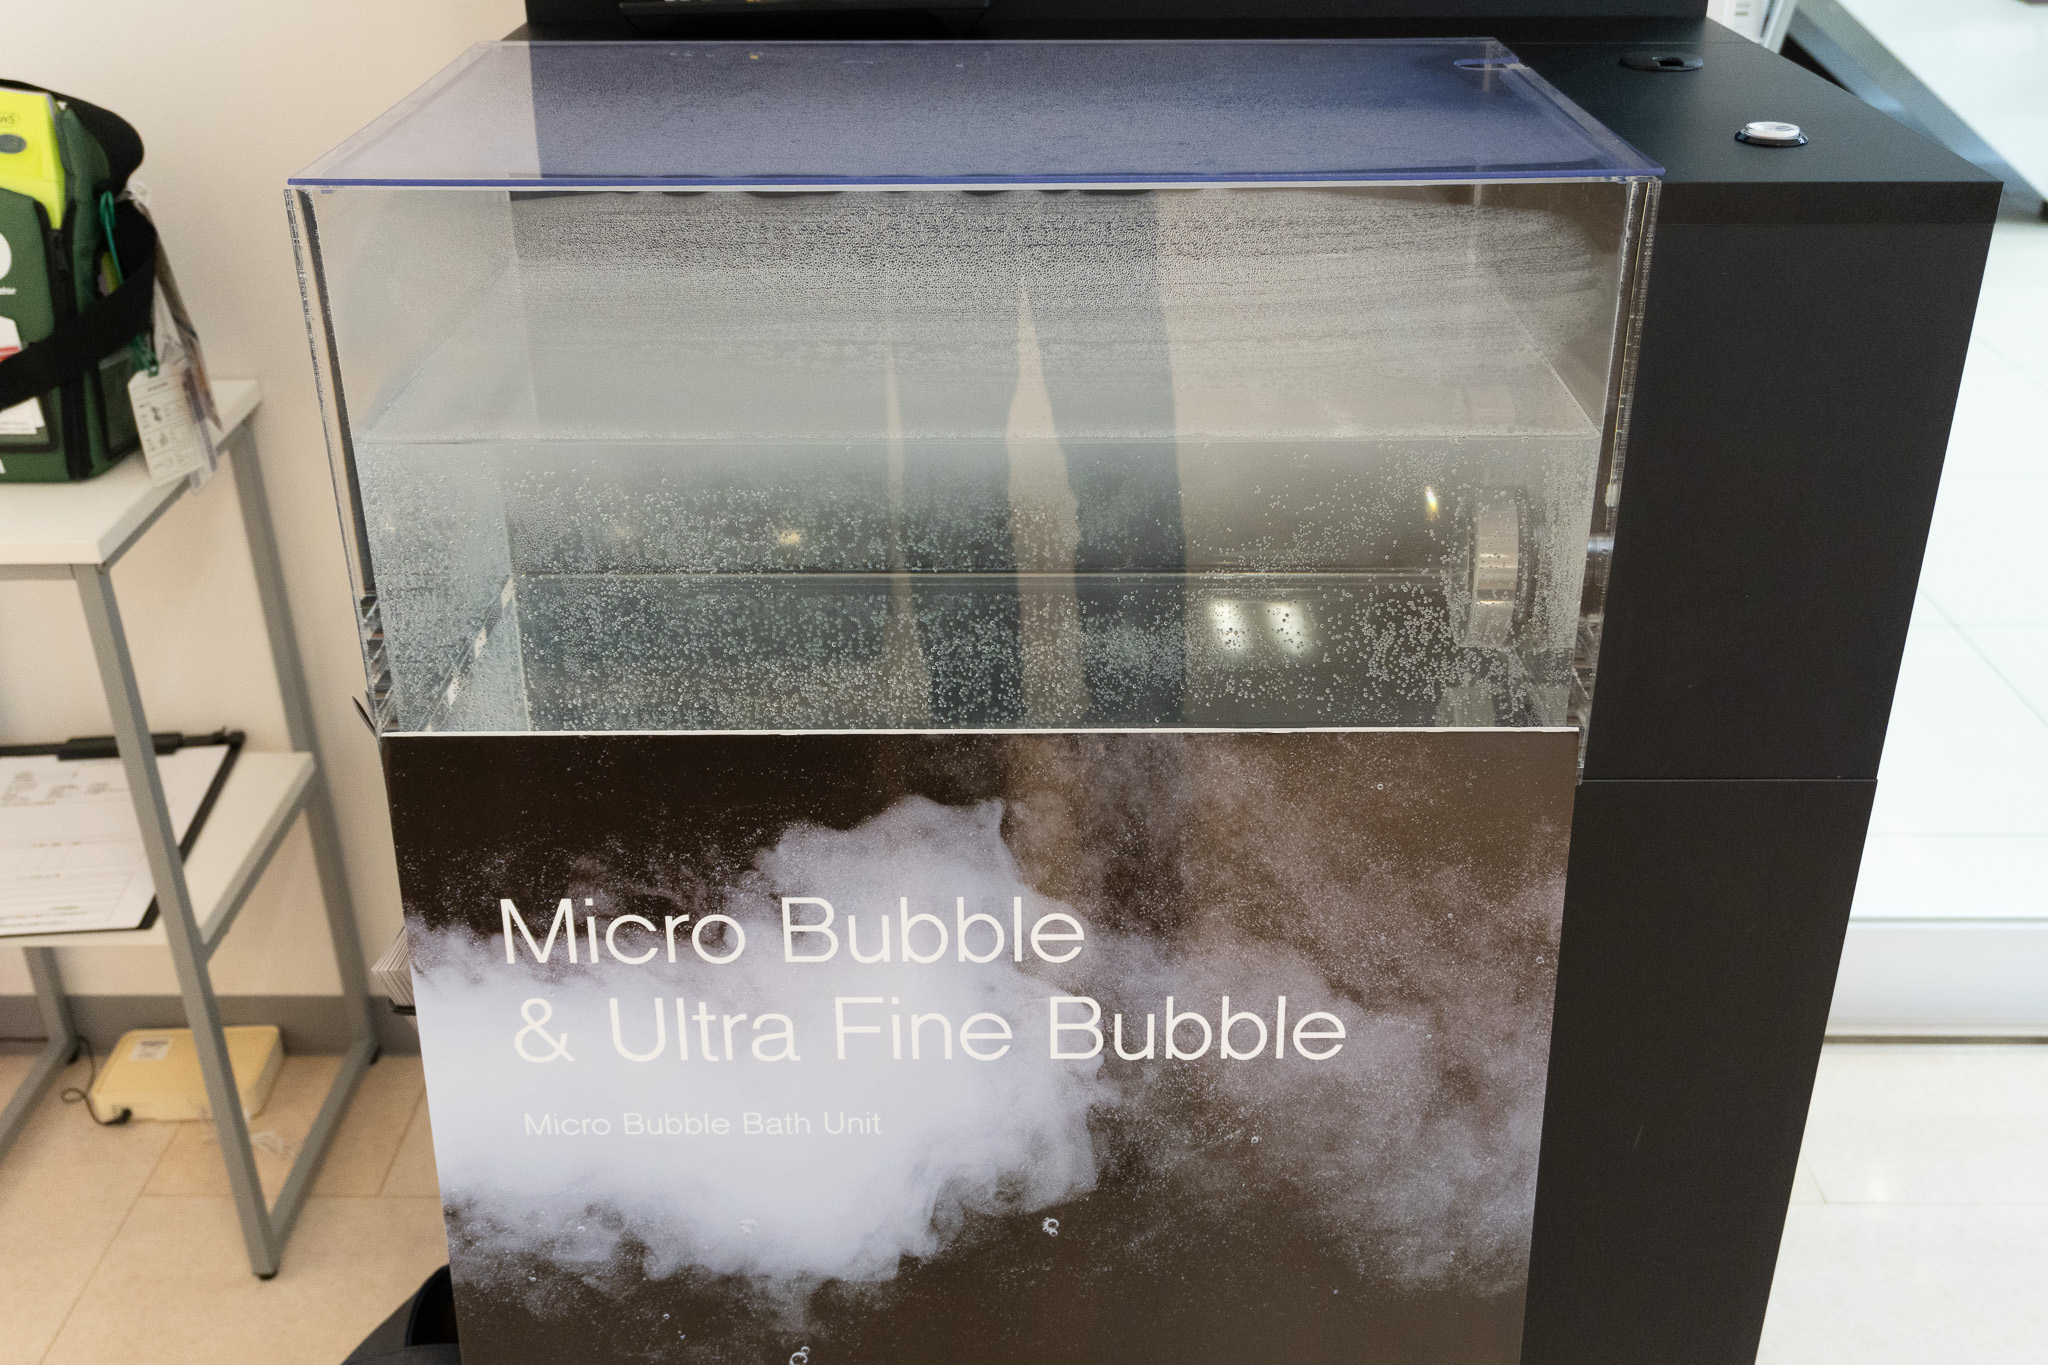 Micro Bubble
& Ultra Fine Bubble
Micro Bubble Bath Unit